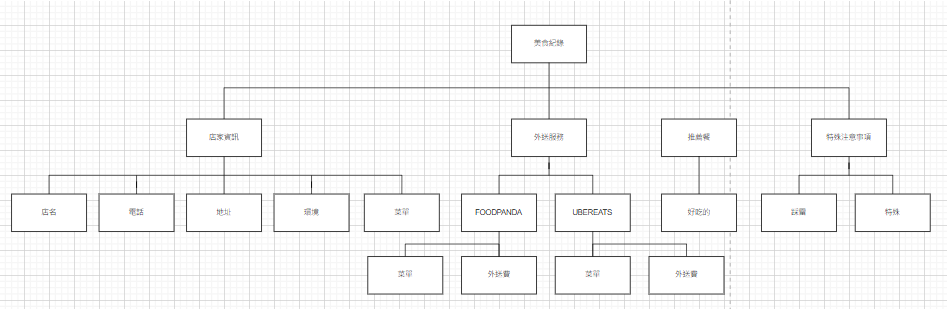 美食紀錄
店家資訊
外送服務
推薦餐
特殊注意事項
店名
電話
地址
環境
菜單
FOODPANDA
UBEREATS
好吃的
踩雷
特殊
菜單
外送費
菜單
外送費